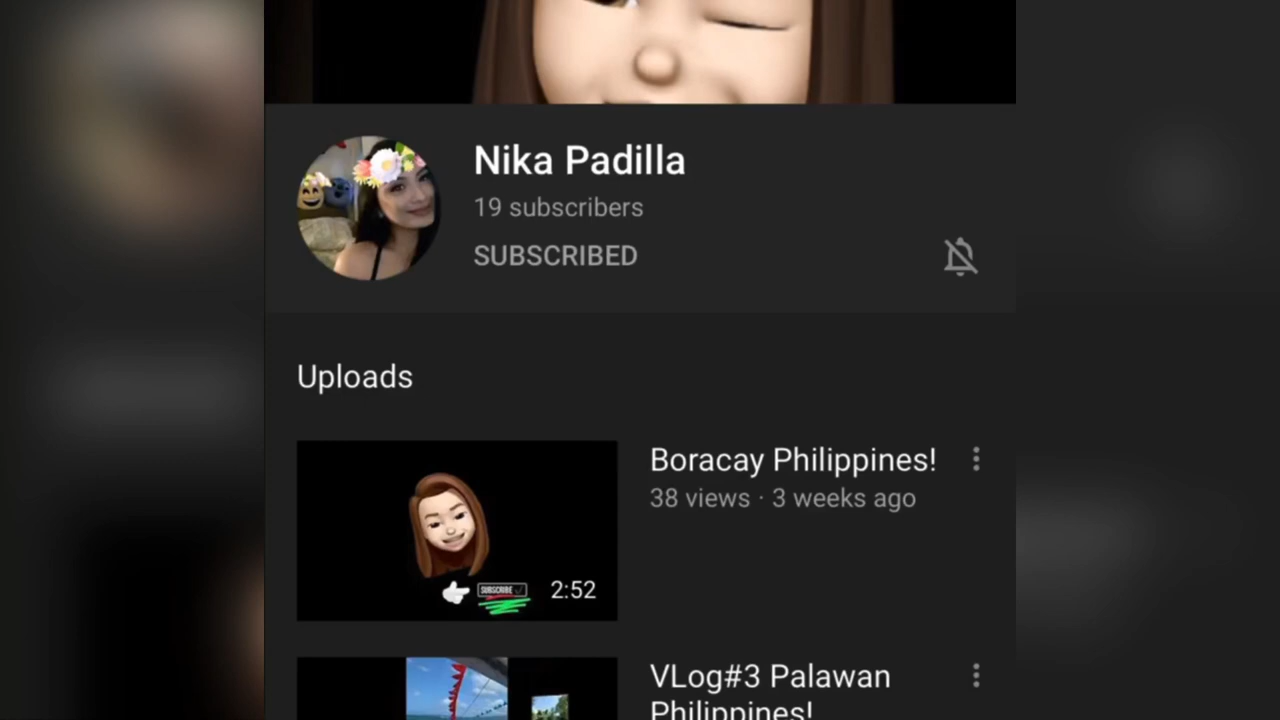 Nika Padilla
19 subscribers
SUBSCRIBED
Uploads
Boracay Philippines!
38 views · 3 weeks ago
SUBSCRIBE
2:52
VLog#3 Palawan
Philippines!